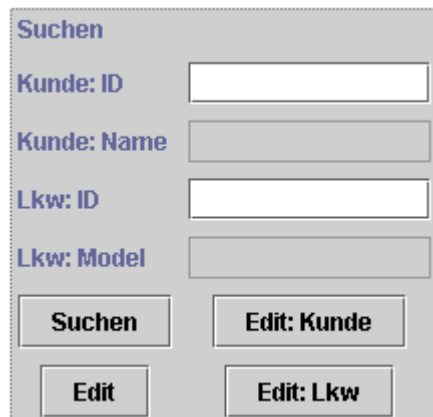 Suchen
Kunde: ID
Kunde: Name
Lkw: ID
Lkw: Model
Suchen Edit: Kunde
Edit Edit: Lkw